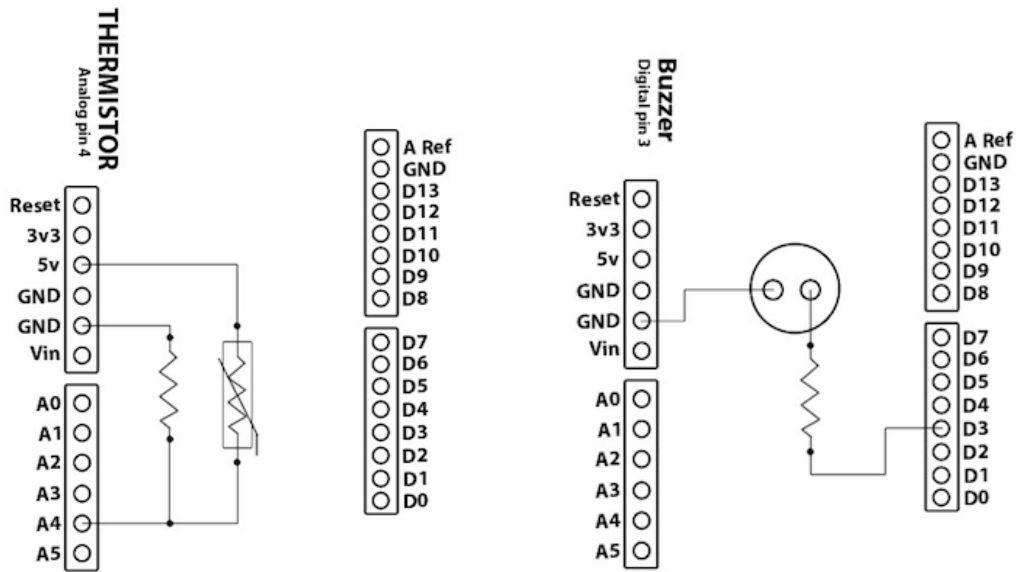 THERMISTOR
Analog pin 4
Reset
3v3
5v
GND
GND
Vin
A0
A1
A2
A3
A4
A5
A Ref
GND
D13
D12
D11
D10
D9
D8
D7
D6
D5
D4
D3
D2
D1
D0
Buzzer
Digital pin 3
Reset
3v3
5v
GND
GND
Vin
A0
A1
A2
A3
A4
A5
A Ref
GND
D13
D12
D11
D10
D9
D8
D7
D6
D5
D4
D3
D2
D1
D0